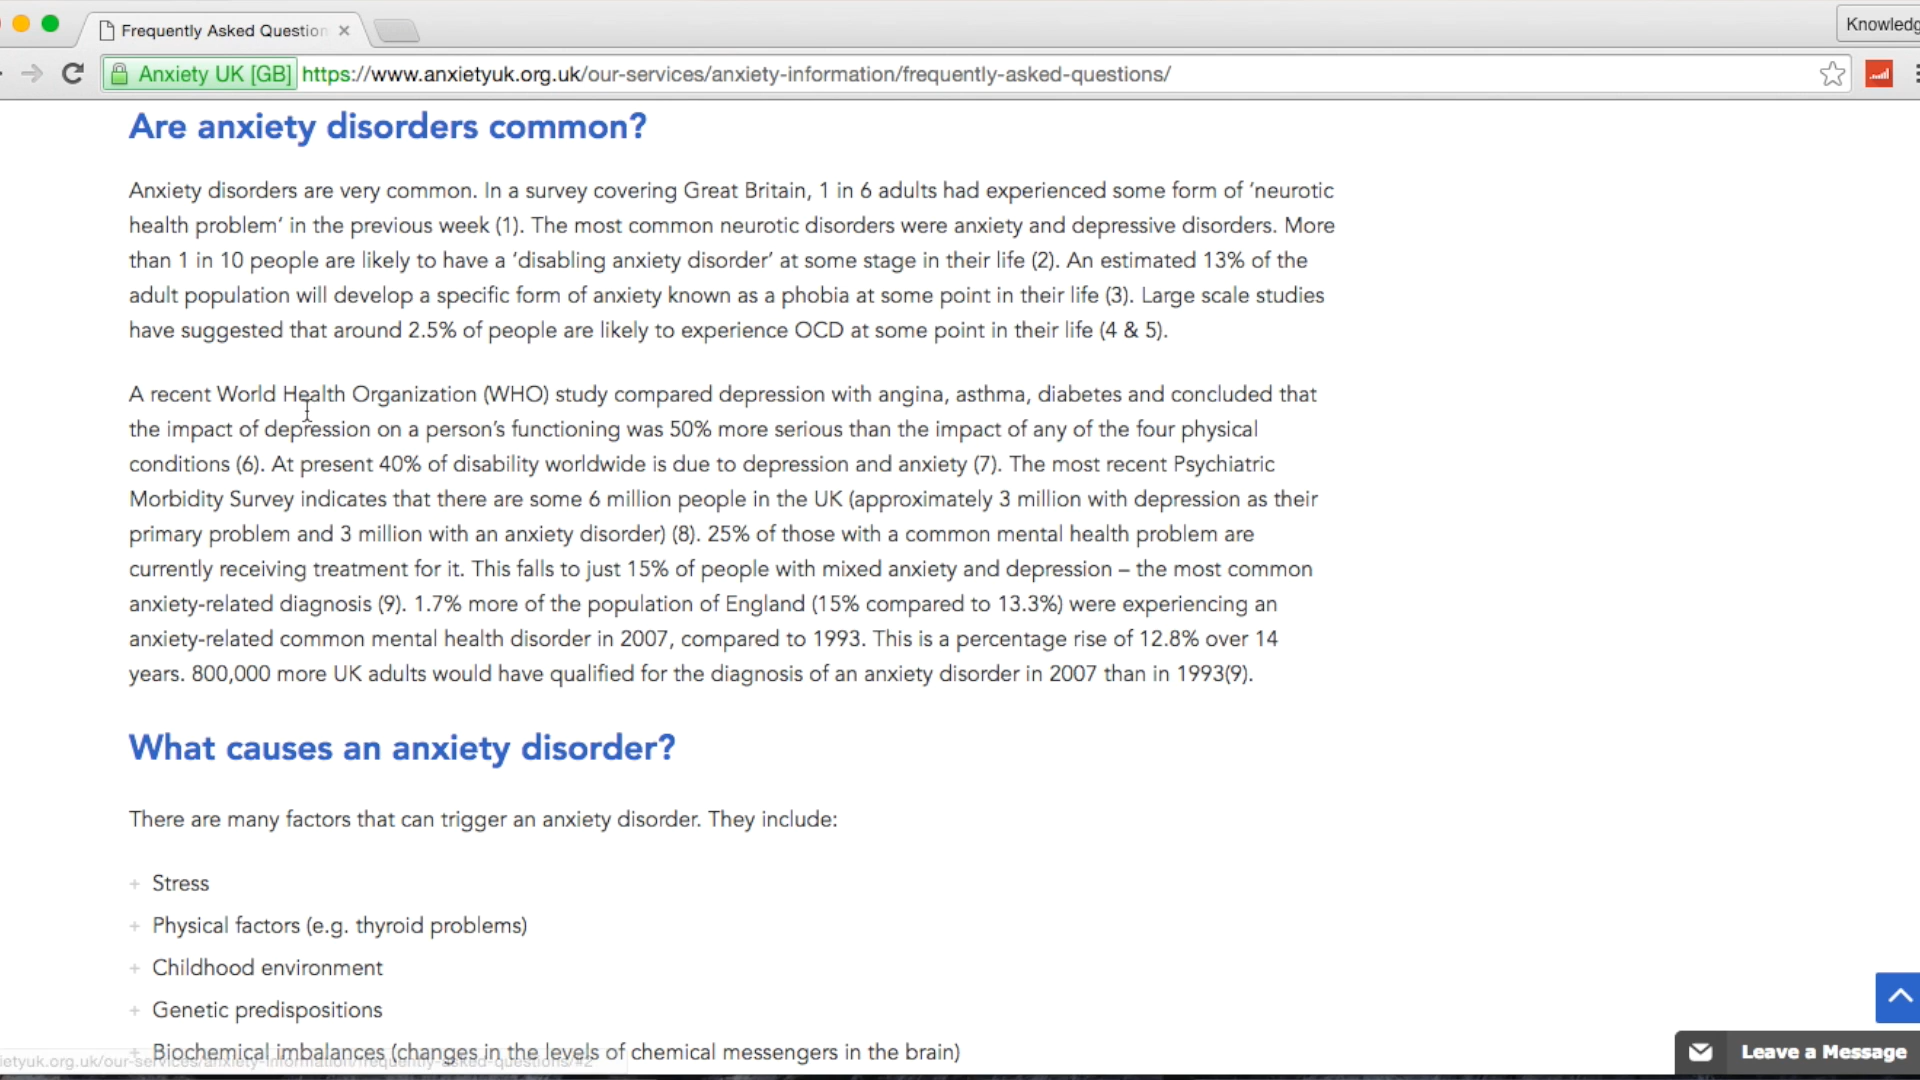 Frequently Asked Question
Knowledg
Anxiety UK [GB] https://www.anxietyuk.org.uk/our-services/anxiety-information/frequently-asked-questions/
Are anxiety disorders common?
Anxiety disorders are very common. In a survey covering Great Britain, 1 in 6 adults had experienced some form of ‘neurotic
health problem’ in the previous week (1). The most common neurotic disorders were anxiety and depressive disorders. More
than 1 in 10 people are likely to have a ‘disabling anxiety disorder’ at some stage in their life (2). An estimated 13% of the
adult population will develop a specific form of anxiety known as a phobia at some point in their life (3). Large scale studies
have suggested that around 2.5% of people are likely to experience OCD at some point in their life (4 & 5).
A recent World Health Organization (WHO) study compared depression with angina, asthma, diabetes and concluded that
the impact of depression on a person’s functioning was 50% more serious than the impact of any of the four physical
conditions (6). At present 40% of disability worldwide is due to depression and anxiety (7). The most recent Psychiatric
Morbidity Survey indicates that there are some 6 million people in the UK (approximately 3 million with depression as their
primary problem and 3 million with an anxiety disorder) (8). 25% of those with a common mental health problem are
currently receiving treatment for it. This falls to just 15% of people with mixed anxiety and depression – the most common
anxiety-related diagnosis (9). 1.7% more of the population of England (15% compared to 13.3%) were experiencing an
anxiety-related common mental health disorder in 2007, compared to 1993. This is a percentage rise of 12.8% over 14
years. 800,000 more UK adults would have qualified for the diagnosis of an anxiety disorder in 2007 than in 1993(9).
What causes an anxiety disorder?
There are many factors that can trigger an anxiety disorder. They include:
+ Stress
+ Physical factors (e.g. thyroid problems)
+ Childhood environment
+ Genetic predispositions
+ Biochemical imbalances (changes in the levels of chemical messengers in the brain)
ietyuk.org.uk/our-services/anxiety-information/frequently-asked-questions/#2
Leave a Message